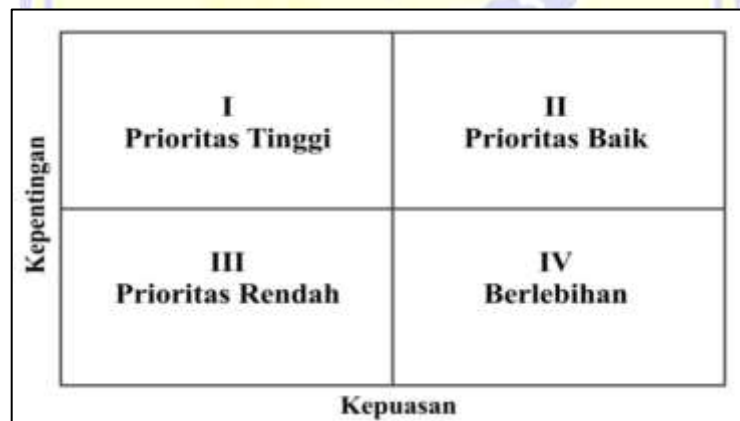 I
Prioritas Tinggi
II
Prioritas Baik
Kepentingan
III
Prioritas Rendah
IV
Berlebihan
Kepuasan